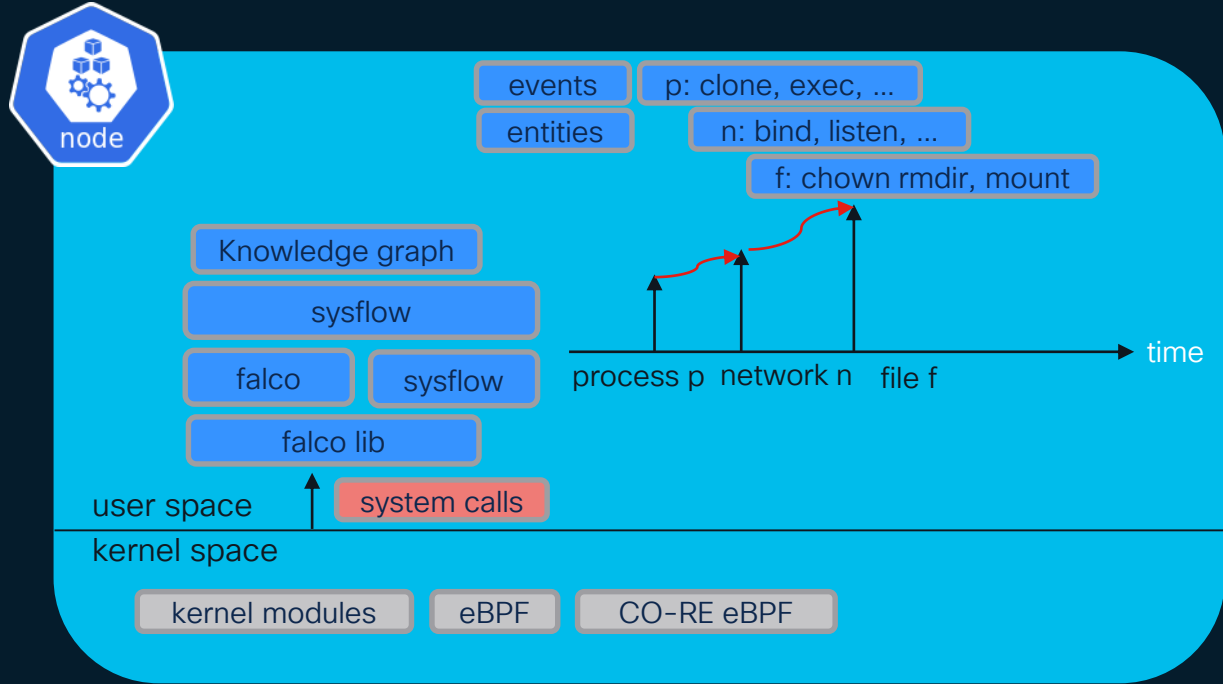 node
events
p: clone, exec, ...
entities
n: bind, listen, ...
f: chown rmdir, mount
Knowledge graph
sysflow
falco
sysflow
falco lib
time
process p
network n
file f
user space
system calls
kernel space
kernel modules
eBPF
CO-RE eBPF